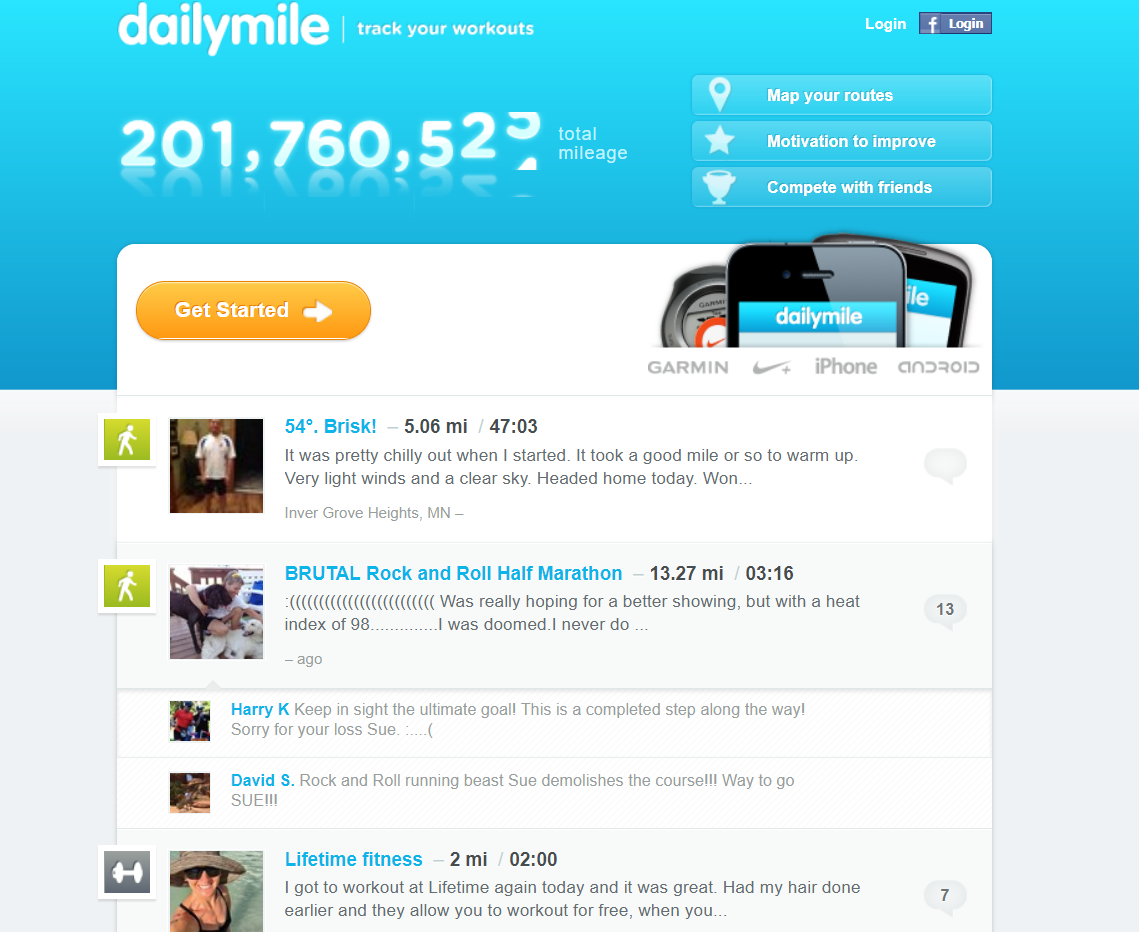 dailymile | track your workouts
Login
f Login
Map your routes
201,760,52
total
mileage
Motivation to improve
Compete with friends
Get Started
GARMIN
dailymile
ile
GARMIN
iPhone
ANDROID
54°. Brisk! – 5.06 mi / 47:03
It was pretty chilly out when I started. It took a good mile or so to warm up.
Very light winds and a clear sky. Headed home today. Won...
Inver Grove Heights, MN –
BRUTAL Rock and Roll Half Marathon – 13.27 mi / 03:16
:((((((((((((((((((((((((( Was really hoping for a better showing, but with a heat
index of 98..............I was doomed.I never do ...
13
– ago
Harry K Keep in sight the ultimate goal! This is a completed step along the way!
Sorry for your loss Sue. :....(
David S. Rock and Roll running beast Sue demolishes the course!!! Way to go
SUE!!!
Lifetime fitness – 2 mi / 02:00
I got to workout at Lifetime again today and it was great. Had my hair done
earlier and they allow you to workout for free, when you...
7